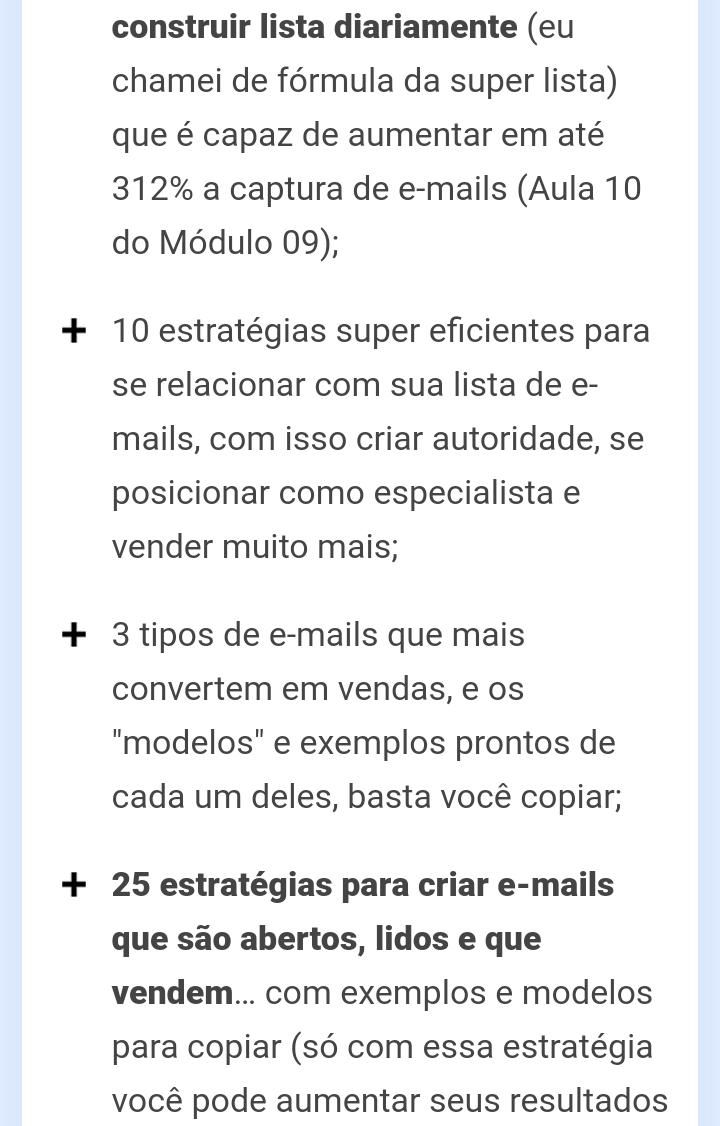 construir lista diariamente (eu
chamei de fórmula da super lista)
que é capaz de aumentar em até
312% a captura de e-mails (Aula 10
do Módulo 09);
+ 10 estratégias super eficientes para
se relacionar com sua lista de e-
mails, com isso criar autoridade, se
posicionar como especialista e
vender muito mais;
+ 3 tipos de e-mails que mais
convertem em vendas, e os
"modelos" e exemplos prontos de
cada um deles, basta você copiar;
+ 25 estratégias para criar e-mails
que são abertos, lidos e que
vendem... com exemplos e modelos
para copiar (só com essa estratégia
você pode aumentar seus resultados